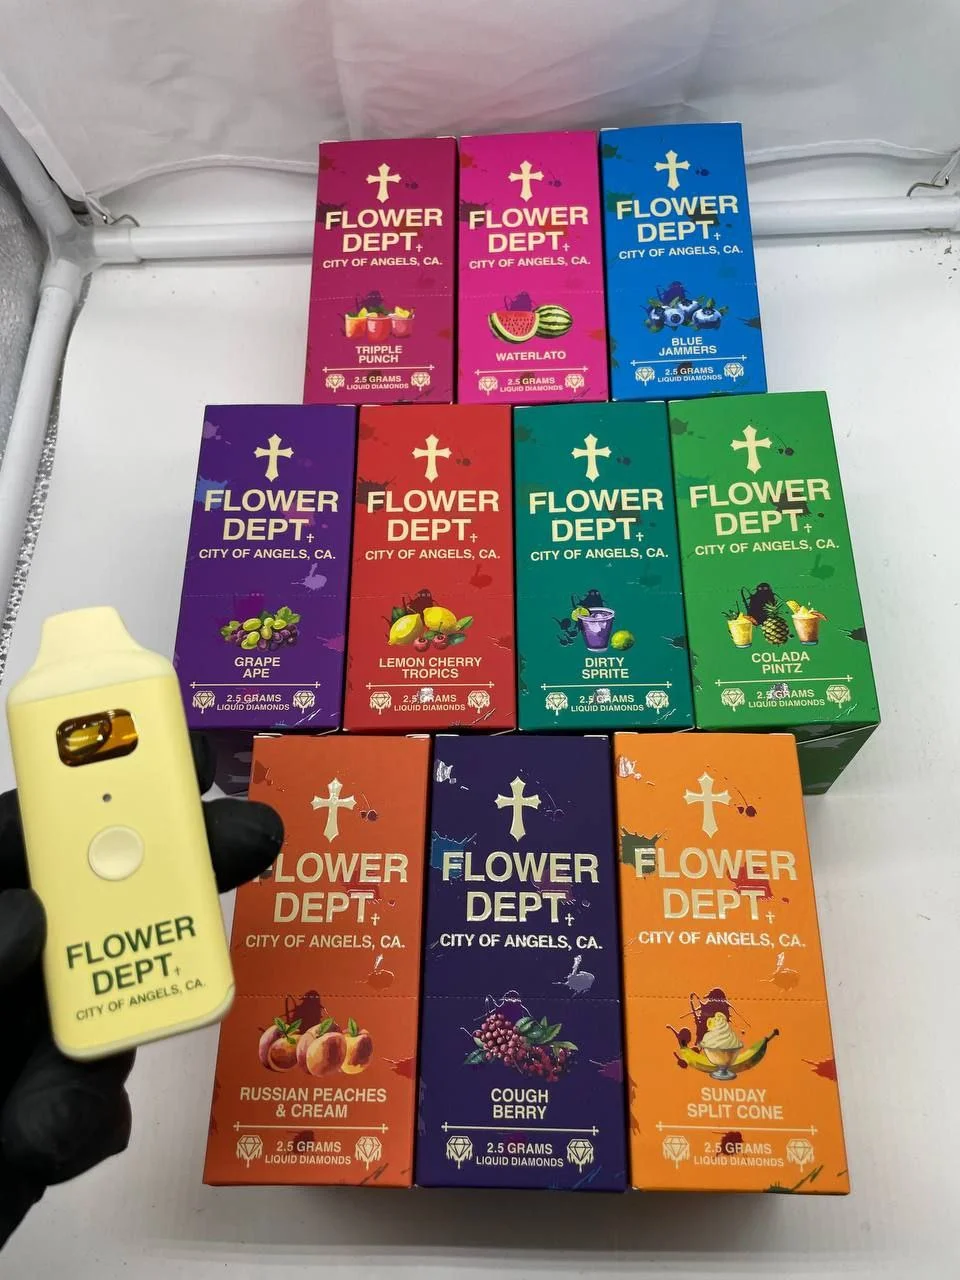 FLOWER
DEPT.
CITY OF ANGELS, CA.
TRIPPLE
PUNCH
2.5 GRAMS
LIQUID DIAMONDS
FLOWER
DEPT.
CITY OF ANGELS, CA.
WATERLATO
2.5 GRAMS
LIQUID DIAMONDS
FLOWER
DEPT.
CITY OF ANGELS, CA.
BLUE
JAMMERS
2.5 GRAMS
LIQUID DIAMONDS
FLOWER
DEPT.
CITY OF ANGELS, CA.
GRAPE
APE
2.5 GRAMS
LIQUID DIAMONDS
FLOWER
DEPT.
CITY OF ANGELS, CA.
LEMON CHERRY
TROPICS
2.5 GRAMS
LIQUID DIAMONDS
FLOWER
DEPT.
CITY OF ANGELS, CA.
DIRTY
SPRITE
2.5 GRAMS
LIQUID DIAMONDS
FLOWER
DEPT.
CITY OF ANGELS, CA.
COLADA
PINTZ
2.5 GRAMS
LIQUID DIAMONDS
FLOWER
DEPT.
CITY OF ANGELS, CA.
FLOWER
DEPT.
CITY OF ANGELS, CA.
RUSSIAN PEACHES
& CREAM
2.5 GRAMS
LIQUID DIAMONDS
FLOWER
DEPT.
CITY OF ANGELS, CA.
COUGH
BERRY
2.5 GRAMS
LIQUID DIAMONDS
FLOWER
DEPT.
CITY OF ANGELS, CA.
SUNDAY
SPLIT CONE
2.5 GRAMS
LIQUID DIAMONDS